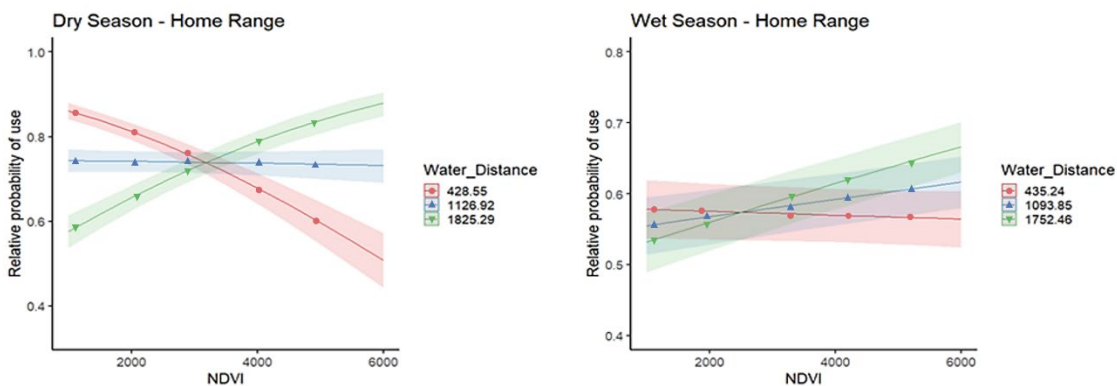 Dry Season - Home Range
1.0
0.8
0.6
0.4
Relative probability of use
2000 4000 6000
NDVI
Water_Distance
428.55
1126.92
1825.29
Wet Season - Home Range
0.8
0.7
0.6
0.5
0.4
Relative probability of use
2000 4000 6000
NDVI
Water_Distance
435.24
1093.85
1752.46